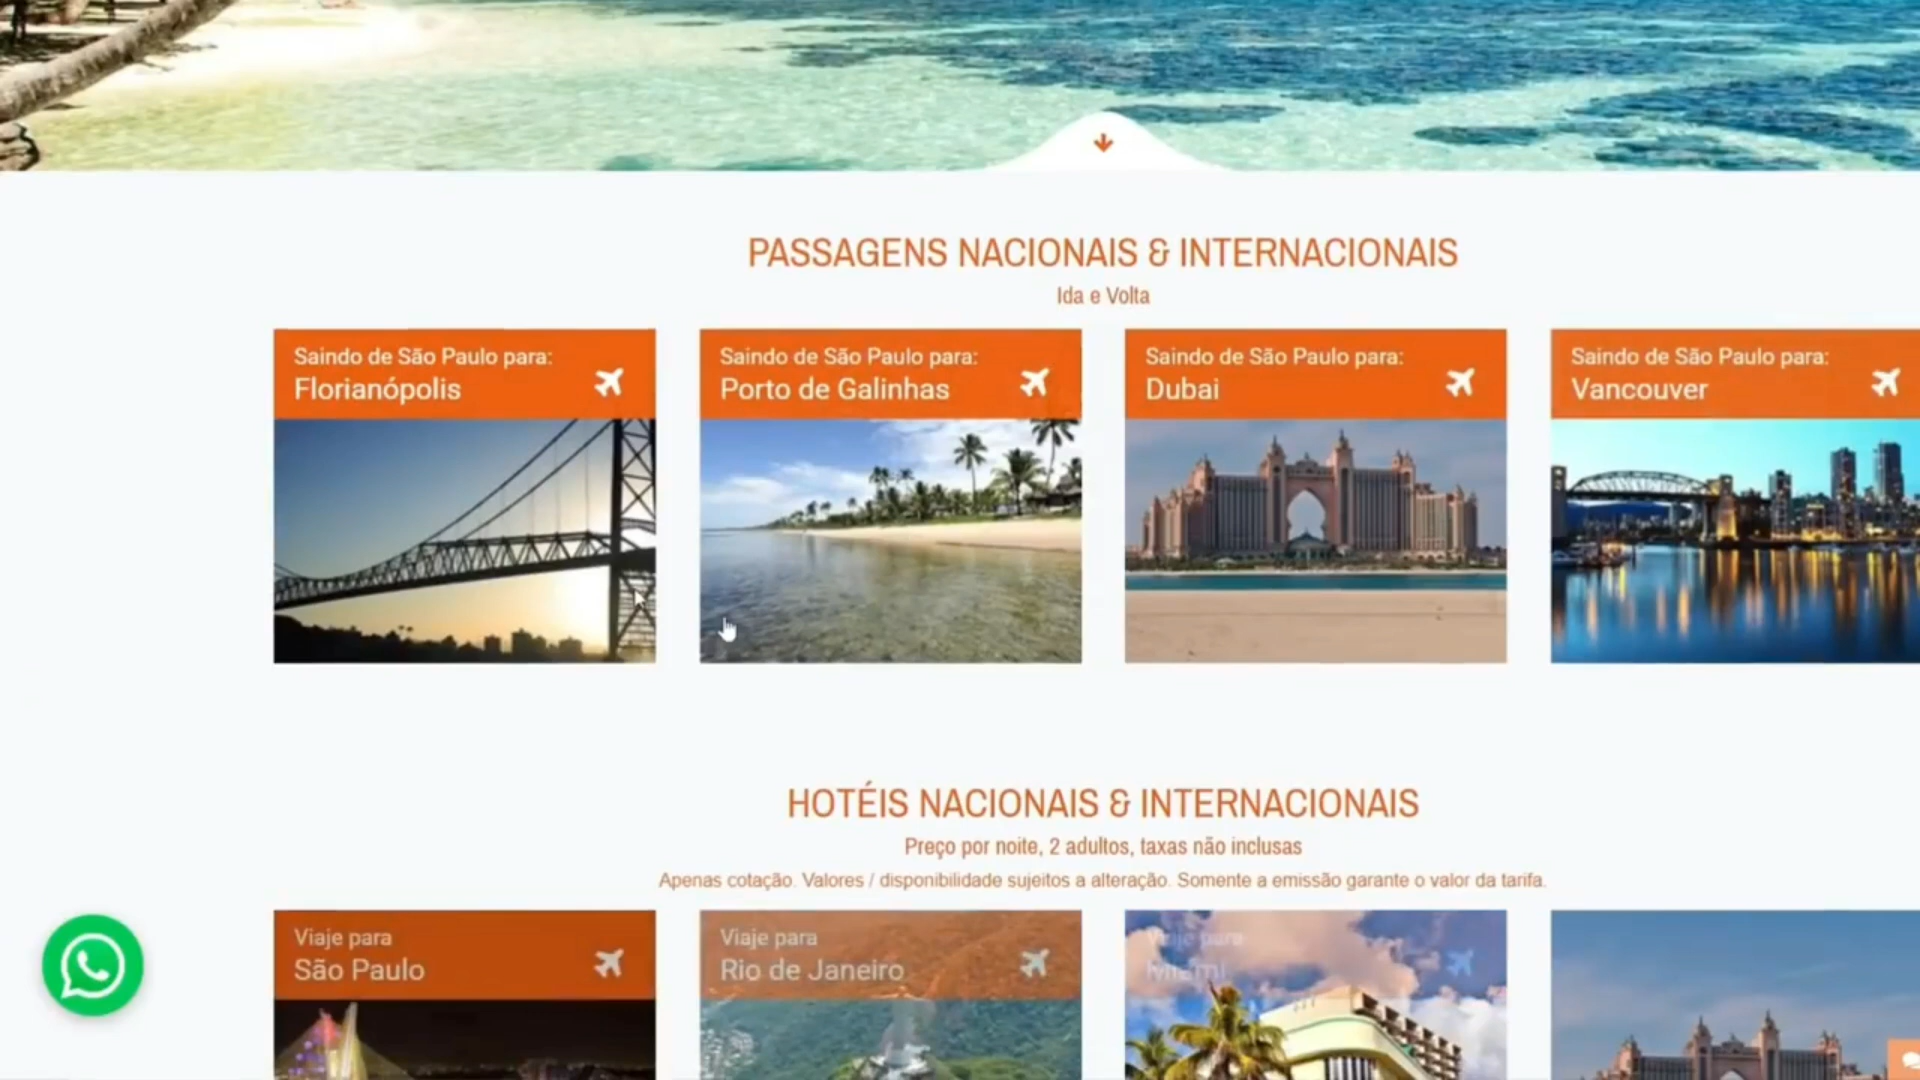 PASSAGENS NACIONAIS & INTERNACIONAIS
Ida e Volta
Saindo de São Paulo para:
Florianópolis
Saindo de São Paulo para:
Porto de Galinhas
Saindo de São Paulo para:
Dubai
Saindo de São Paulo para:
Vancouver
HOTÉIS NACIONAIS & INTERNACIONAIS
Preço por noite, 2 adultos, taxas não inclusas
Apenas cotação. Valores / disponibilidade sujeitos a alteração. Somente a emissão garante o valor da tarifa.
Viaje para
São Paulo
Viaje para
Rio de Janeiro
Viaje para
Miami